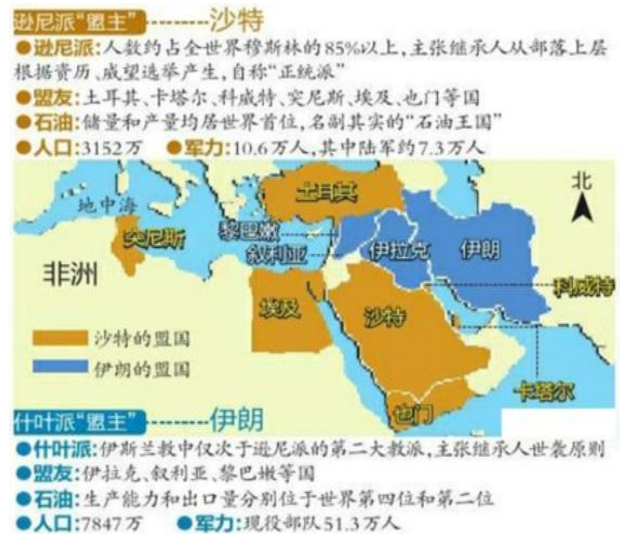 逊尼派“盟主”--------沙特
●逊尼派:人数约占全世界穆斯林的85%以上,主张继承人从部落上层
根据资历、威望选举产生,自称“正统派”
●盟友:土耳其、卡塔尔、科威特、突尼斯、埃及、也门等国
●石油:储量和产量均居世界首位,名副其实的“石油王国”
●人口:3152万 ●军力:10.6万人,其中陆军约7.3万人
北
土耳其
地中海
突尼斯
黎巴嫩
叙利亚
伊拉克
伊朗
非洲
科威特
埃及
沙特
沙特的盟国
伊朗的盟国
卡塔尔
也门
什叶派“盟主”--------伊朗
●什叶派:伊斯兰教中仅次于逊尼派的第二大教派,主张继承人世袭原则
●盟友:伊拉克、叙利亚、黎巴嫩等国
●石油:生产能力和出口量分别位于世界第四位和第二位
●人口:7847万 ●军力:现役部队51.3万人